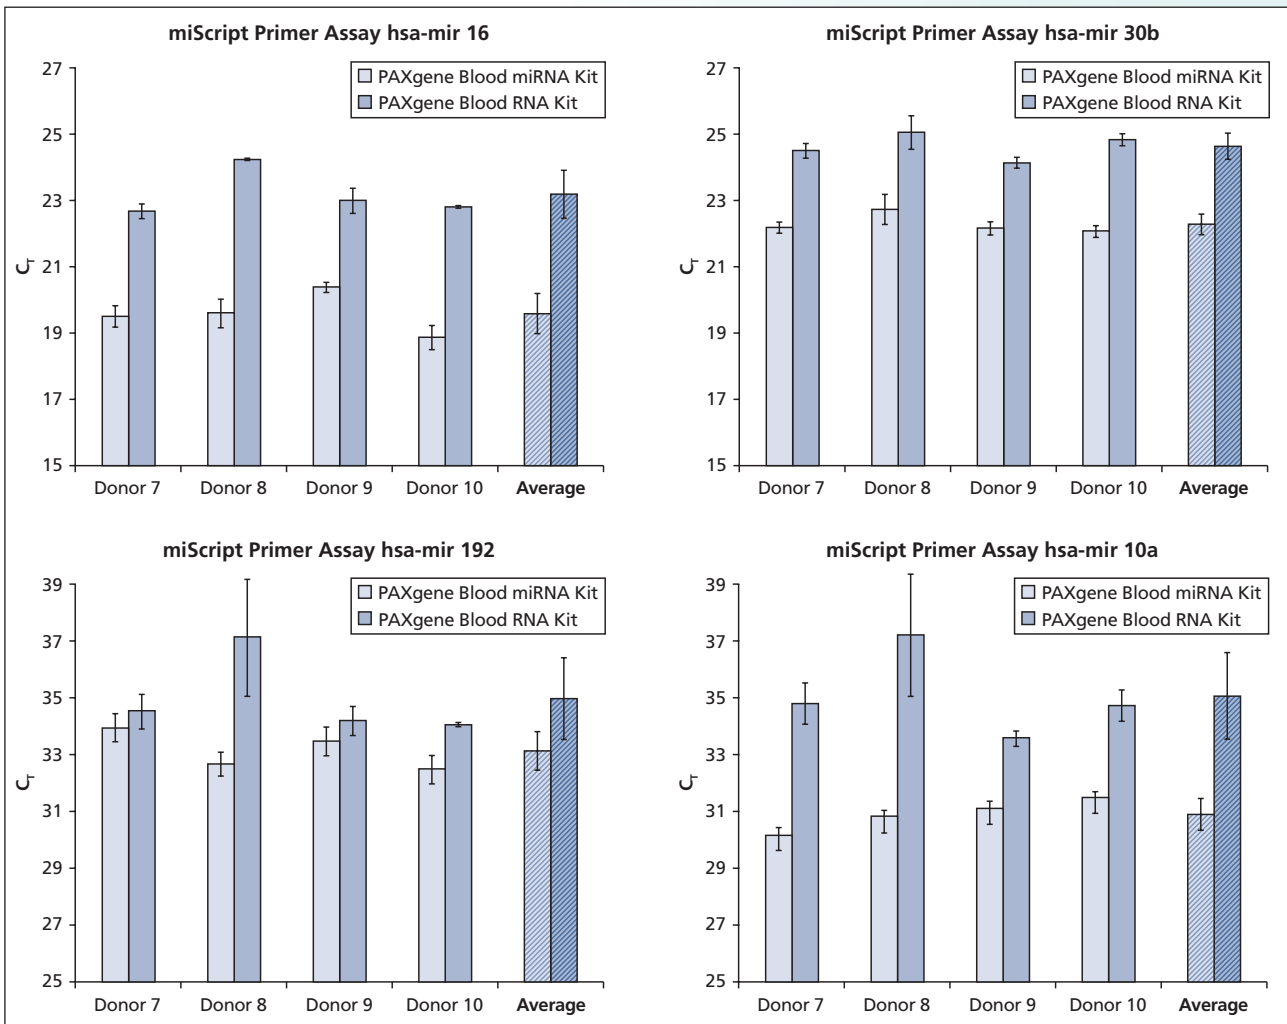 miScript Primer Assay hsa-mir 16
PAXgene Blood miRNA Kit
PAXgene Blood RNA Kit
27
25
23
21
19
17
15
CT
Donor 7 Donor 8 Donor 9 Donor 10 Average
miScript Primer Assay hsa-mir 30b
PAXgene Blood miRNA Kit
PAXgene Blood RNA Kit
27
25
23
21
19
17
15
CT
Donor 7 Donor 8 Donor 9 Donor 10 Average
miScript Primer Assay hsa-mir 192
PAXgene Blood miRNA Kit
PAXgene Blood RNA Kit
39
37
35
33
31
29
27
25
CT
Donor 7 Donor 8 Donor 9 Donor 10 Average
miScript Primer Assay hsa-mir 10a
PAXgene Blood miRNA Kit
PAXgene Blood RNA Kit
39
37
35
33
31
29
27
25
CT
Donor 7 Donor 8 Donor 9 Donor 10 Average